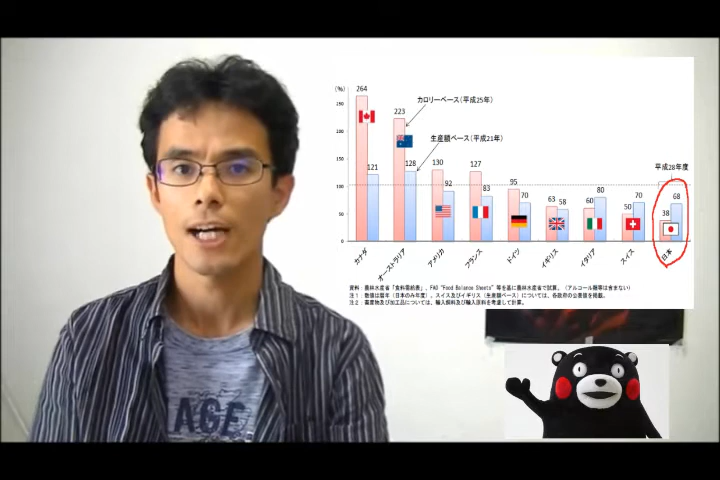 (%)
264
カロリーベース(平成25年)
223
生産額ベース(平成21年)
平成28年度
121
128
130
92
127
83
95
70
63
58
60
80
50
70
38
68
250
200
150
100
50
0
カナダ
オーストラリア
アメリカ
フランス
ドイツ
イギリス
イタリア
スイス
日本
資料:農林水産省「食料需給表」、FAO"Food Balance Sheets"等を基に農林水産省で試算。(アルコール類等は含まない)
注1:数値は暦年(日本のみ年度)。スイス及びイギリス(生産額ベース)については、各政府の公表値を掲載。
注2:畜産物及び加工品については、輸入飼料及び輸入原料を考慮して計算。
AGE